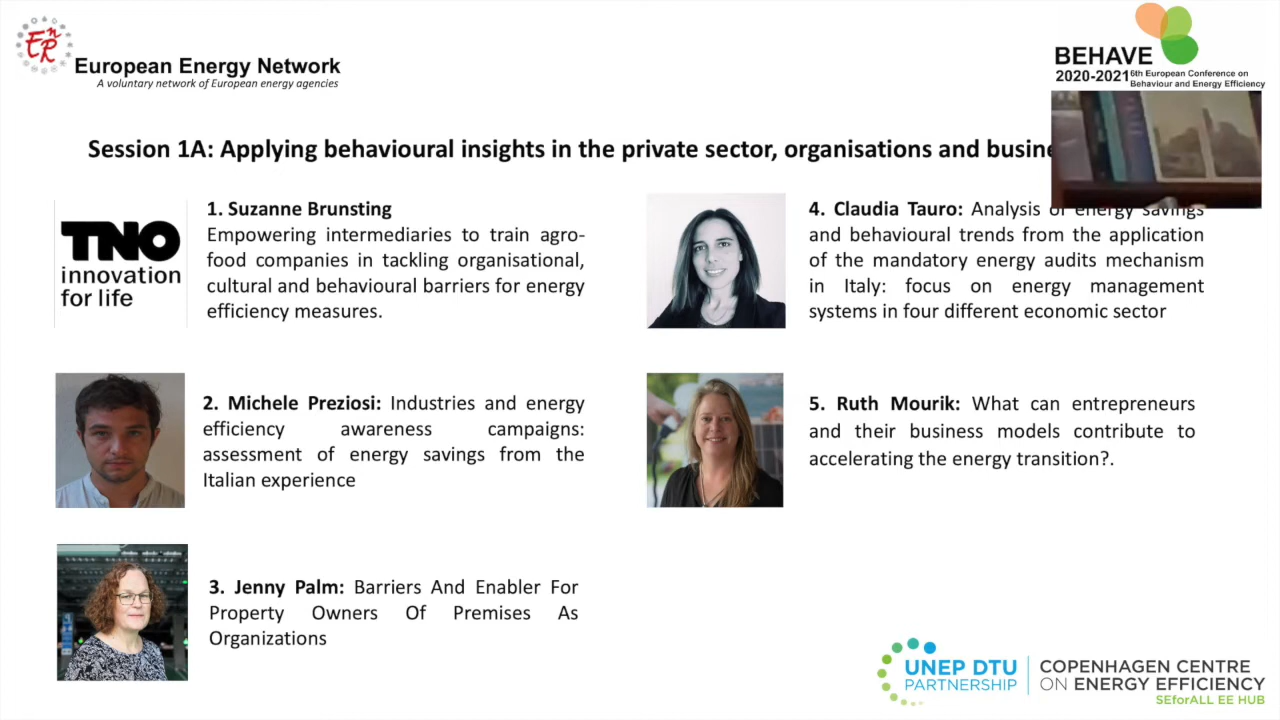 EnR
European Energy Network
A voluntary network of European energy agencies
BEHAVE
2020-2021 6th European Conference on
Behaviour and Energy Efficiency
Session 1A: Applying behavioural insights in the private sector, organisations and
TNO
innovation
for life
1. Suzanne Brunsting
Empowering intermediaries to train agro-
food companies in tackling organisational,
cultural and behavioural barriers for energy
efficiency measures.
2. Michele Preziosi: Industries and energy
efficiency awareness campaigns:
assessment of energy savings from the
Italian experience
3. Jenny Palm: Barriers And Enabler For
Property Owners Of Premises As
Organizations
4. Claudia Tauro: Analysis of energy savings
and behavioural trends from the application
of the mandatory energy audits mechanism
in Italy: focus on energy management
systems in four different economic sector
5. Ruth Mourik: What can entrepreneurs
and their business models contribute to
accelerating the energy transition?.
UNEP DTU
PARTNERSHIP
COPENHAGEN CENTRE
ON ENERGY EFFICIENCY
SEforALL EE HUB